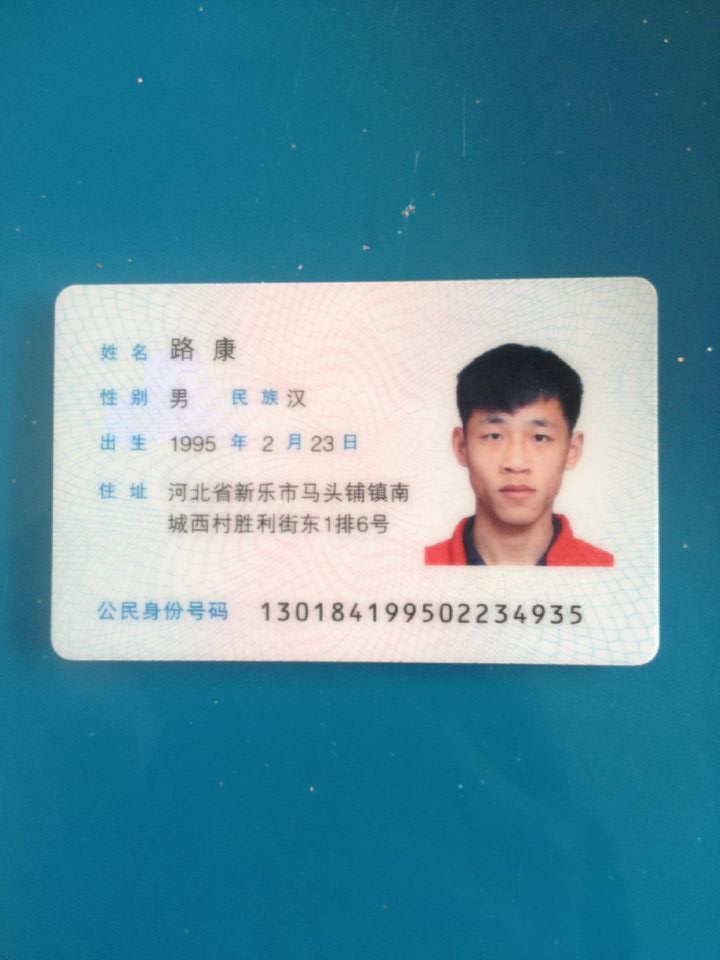 姓名 路康
性别 男 民族 汉
出生 1995 年 2 月 23 日
住址 河北省新乐市马头铺镇南
城西村胜利街东1排6号
公民身份号码 130184199502234935